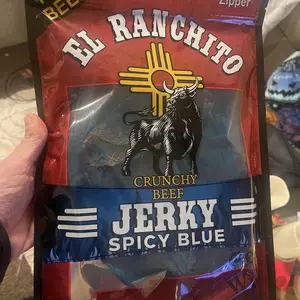 Zipper
BEE
EL RANCHITO
CRUNCHY
BEEF
JERKY
SPICY BLUE